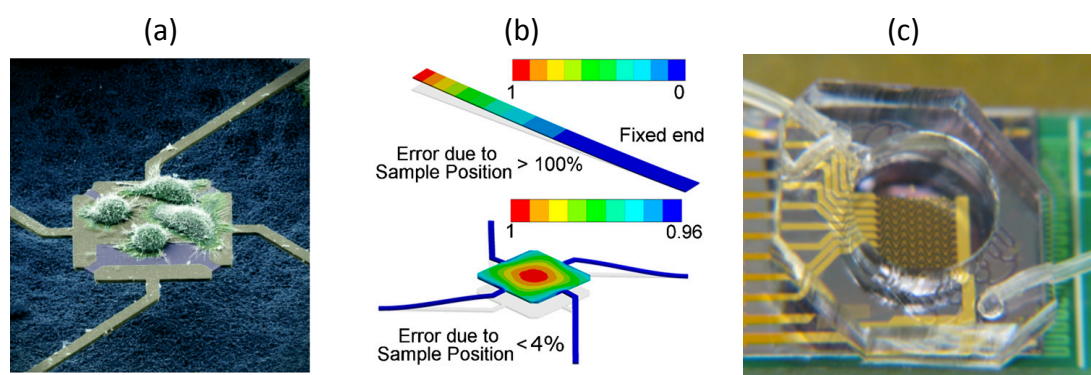 (a)
(b)
(c)
1 0
Fixed end
Error due to
Sample Position > 100%
1 0.96
Error due to
Sample Position < 4%